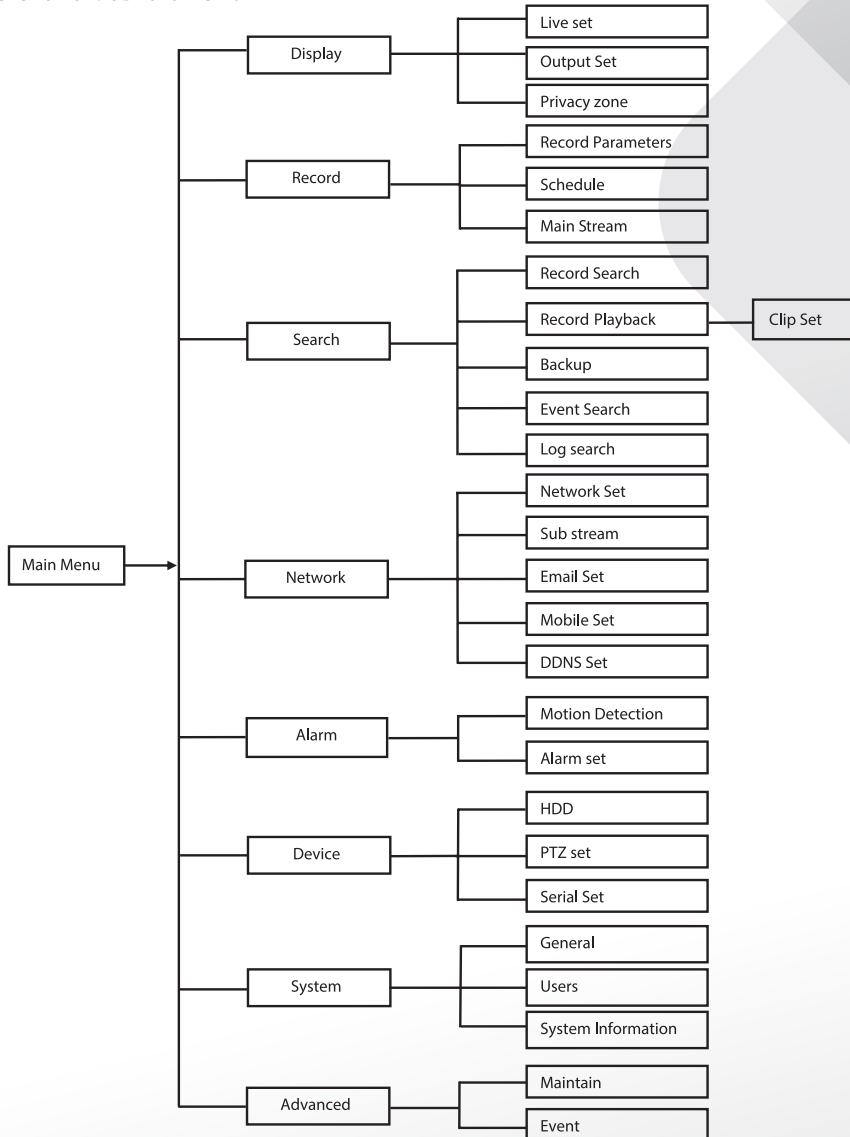 Main Menu
Display
Live set
Output Set
Privacy zone
Record
Record Parameters
Schedule
Main Stream
Search
Record Search
Record Playback
Clip Set
Backup
Event Search
Log search
Network
Network Set
Sub stream
Email Set
Mobile Set
DDNS Set
Alarm
Motion Detection
Alarm set
Device
HDD
PTZ set
Serial Set
System
General
Users
System Information
Advanced
Maintain
Event